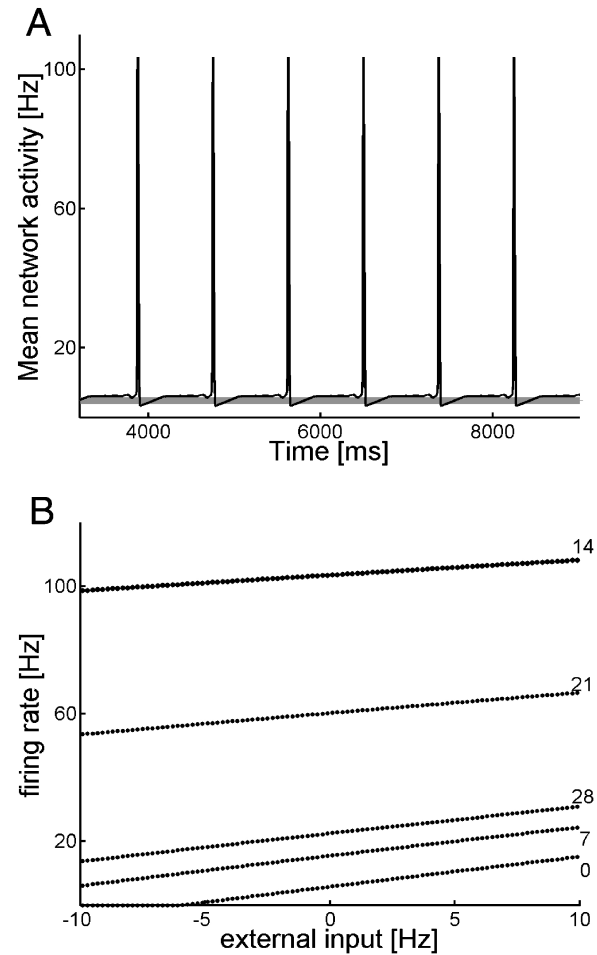 A
Mean network activity [Hz]
100
60
20
4000 6000 8000
Time [ms]
B
firing rate [Hz]
100
60
20
14
21
28
7
0
-10 -5 0 5 10
external input [Hz]